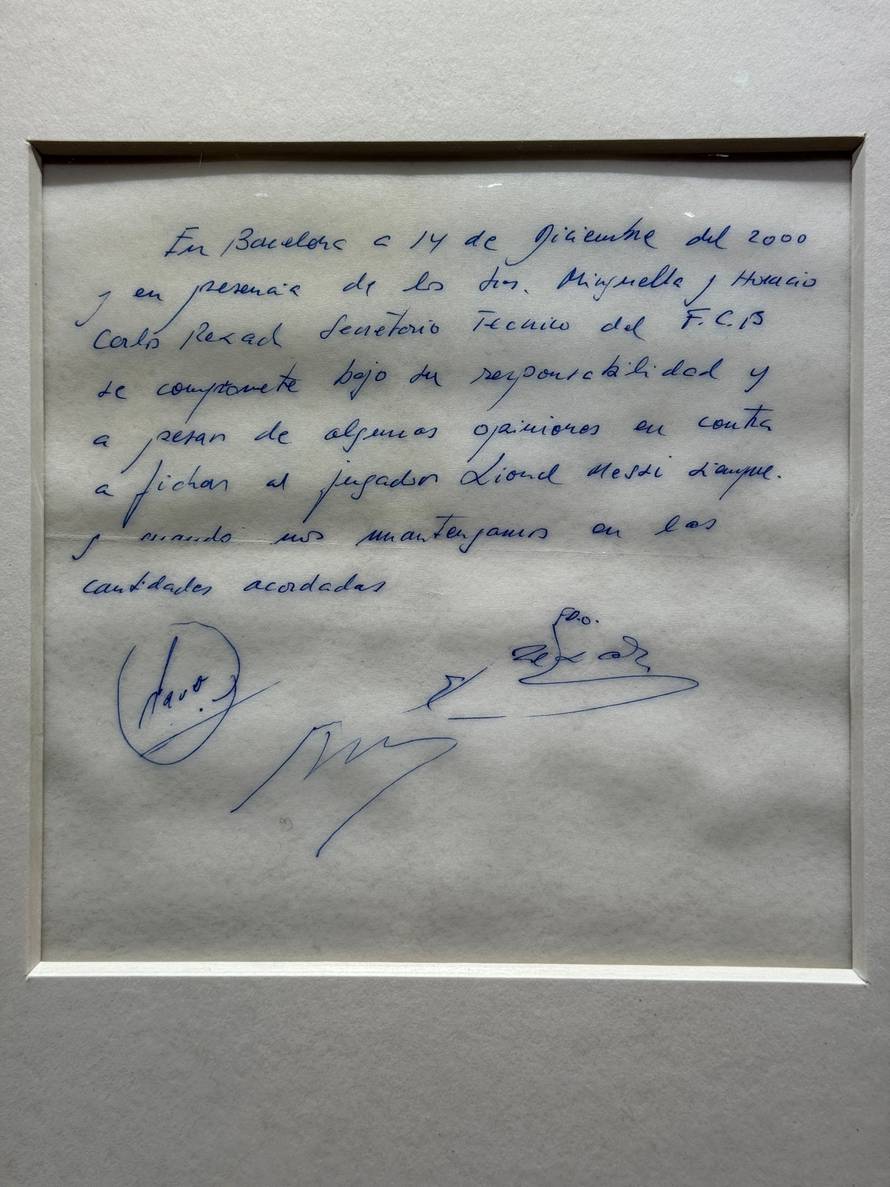 En Barcelona a 14 de Diciembre del 2000
y en presencia de los Srs. Minguella y Horacio
Carlos Rexach Secretario Tecnico del F.C.B
se compromete bajo su responsabilidad y
a pesar de algunas opiniones en contra
a fichar al jugador Lionel Messi siempre.
y cuando nos mantengamos en las
cantidades acordadas
FDO.
Rexach